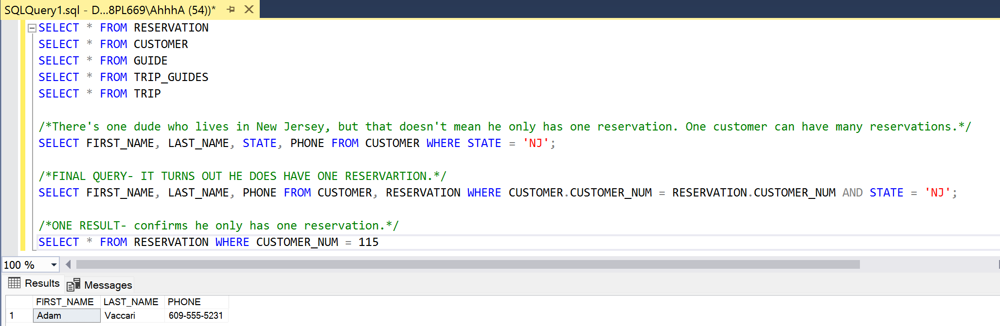 SQLQuery1.sql - D...8PL669\AhhhA (54))*
SELECT * FROM RESERVATION
SELECT * FROM CUSTOMER
SELECT * FROM GUIDE
SELECT * FROM TRIP_GUIDES
SELECT * FROM TRIP
/*There's one dude who lives in New Jersey, but that doesn't mean he only has one reservation. One customer can have many reservations.*/
SELECT FIRST_NAME, LAST_NAME, STATE, PHONE FROM CUSTOMER WHERE STATE = 'NJ';
/*FINAL QUERY- IT TURNS OUT HE DOES HAVE ONE RESERVARTION.*/
SELECT FIRST_NAME, LAST_NAME, PHONE FROM CUSTOMER, RESERVATION WHERE CUSTOMER.CUSTOMER_NUM = RESERVATION.CUSTOMER_NUM AND STATE = 'NJ';
/*ONE RESULT- confirms he only has one reservation.*/
SELECT * FROM RESERVATION WHERE CUSTOMER_NUM = 115
100 %
Results Messages
FIRST_NAME LAST_NAME PHONE
1 Adam Vaccari 609-555-5231